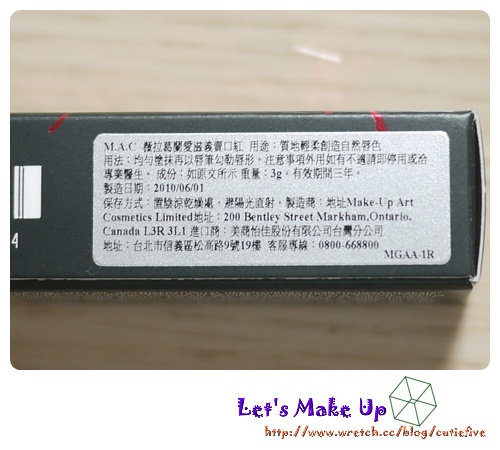 M.A.C 薇拉葛蘭愛滋義賣口紅 用途：質地輕柔創造自然唇色
用法：均勻塗抹再以唇筆勾勒唇形。注意事項外用如有不適請即停用或洽
專業醫生。成份：如原文所示 重量：3g。有效期間三年。
製造日期：2010/06/01
保存方式：置陰涼乾燥處，避陽光直射。製造商：地址Make-Up Art
Cosmetics Limited地址：200 Bentley Street Markham,Ontario,
Canada L3R 3L1 進口商：美商怡佳股份有限公司台灣分公司
地址：台北市信義區松高路9號19樓 客服專線：0800-668800
MGAA-1R
4
Let's Make Up
http://www.wretch.cc/blog/cutiefive